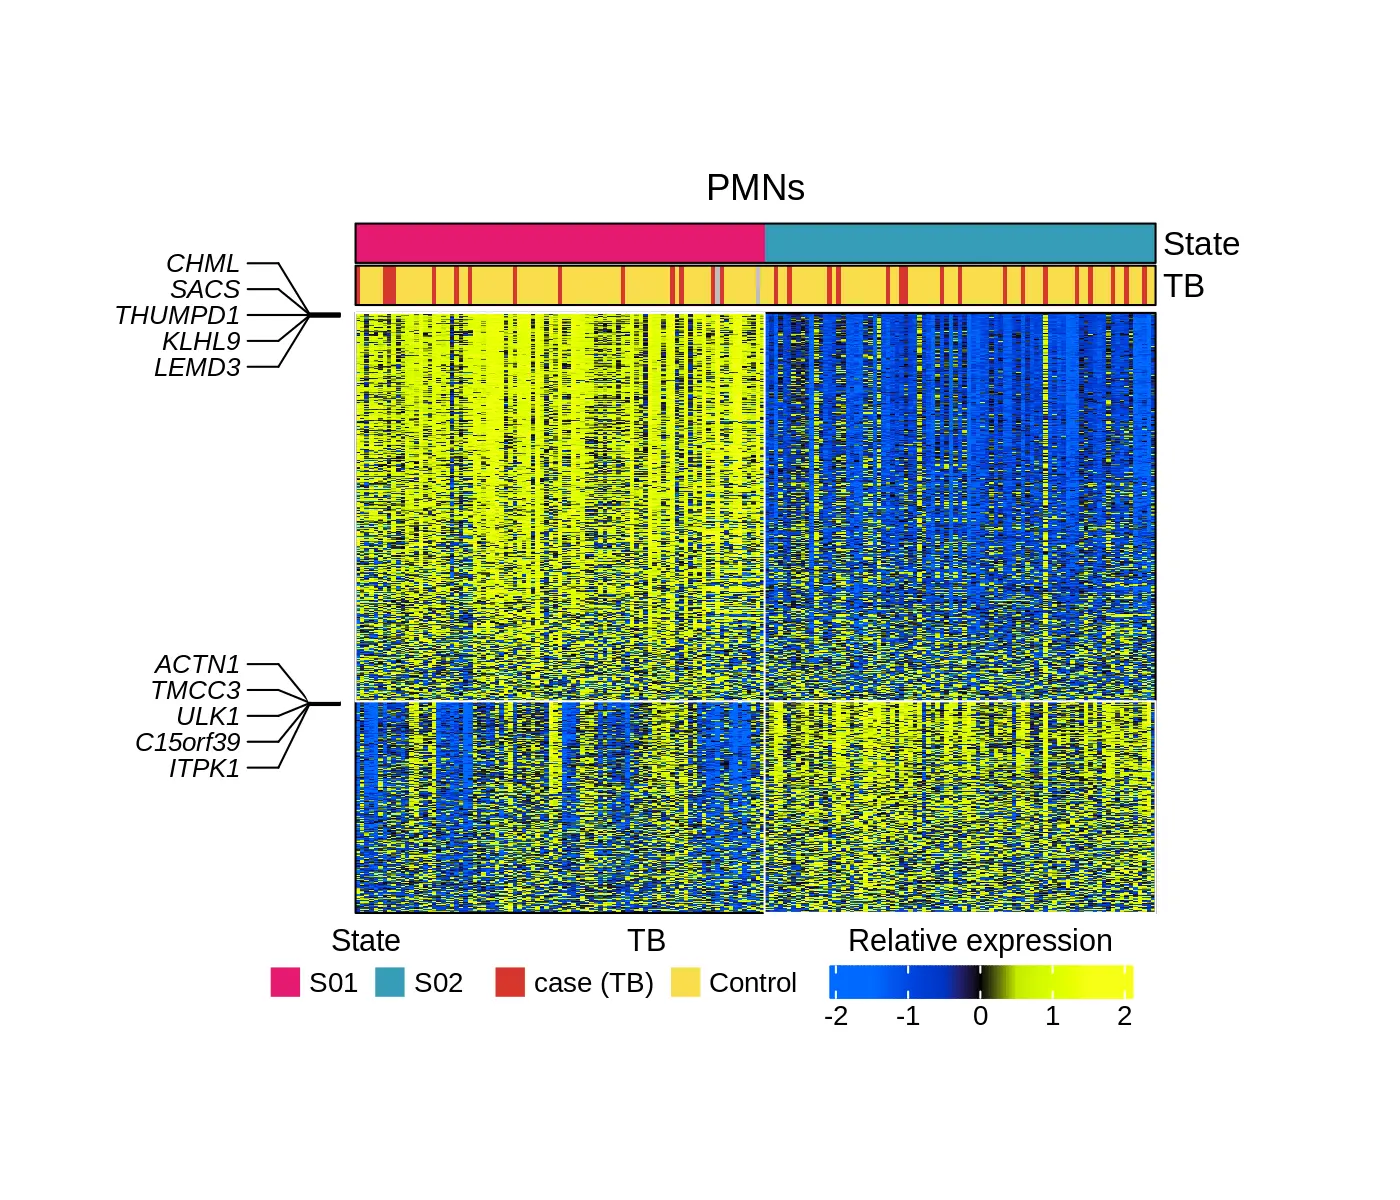 PMNs
State
TB
CHML
SACS
THUMPD1
KLHL9
LEMD3
ACTN1
TMCC3
ULK1
C15orf39
ITPK1
State
S01 S02
TB
case (TB) Control
Relative expression
-2 -1 0 1 2